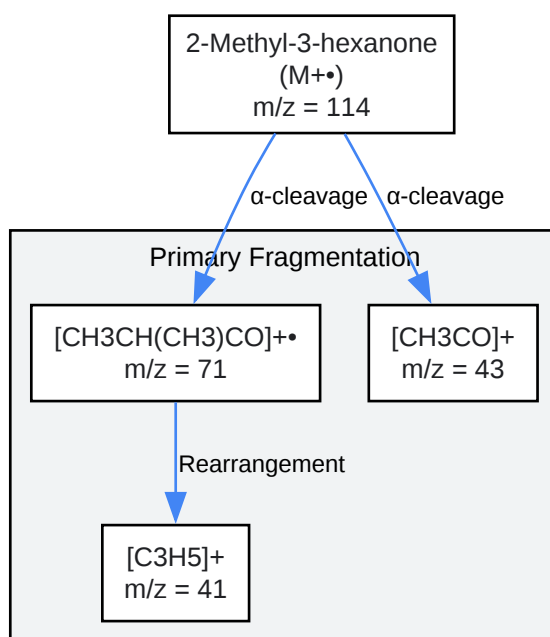 2-Methyl-3-hexanone
(M+•)
m/z = 114
α-cleavage
α-cleavage
Primary Fragmentation
[CH3CH(CH3)CO]+•
m/z = 71
[CH3CO]+
m/z = 43
Rearrangement
[C3H5]+
m/z = 41